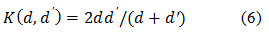 K(d, d′) = 2dd′/(d + d′)     (6)